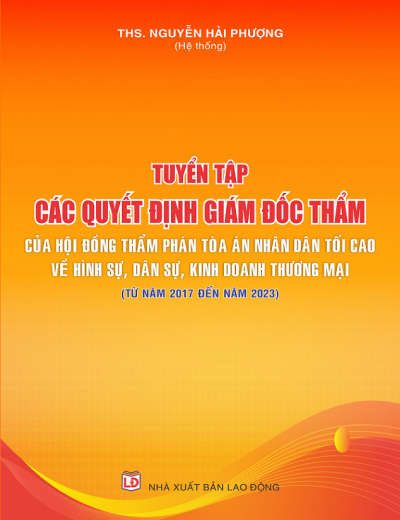 THS. NGUYỄN HẢI PHƯỢNG
(Hệ thống)
TUYỂN TẬP
CÁC QUYẾT ĐỊNH GIÁM ĐỐC THẨM
CỦA HỘI ĐỒNG THẨM PHÁN TÒA ÁN NHÂN DÂN TỐI CAO
VỀ HÌNH SỰ, DÂN SỰ, KINH DOANH THƯƠNG MẠI
(TỪ NĂM 2017 ĐẾN NĂM 2023)
LĐ
NHÀ XUẤT BẢN LAO ĐỘNG